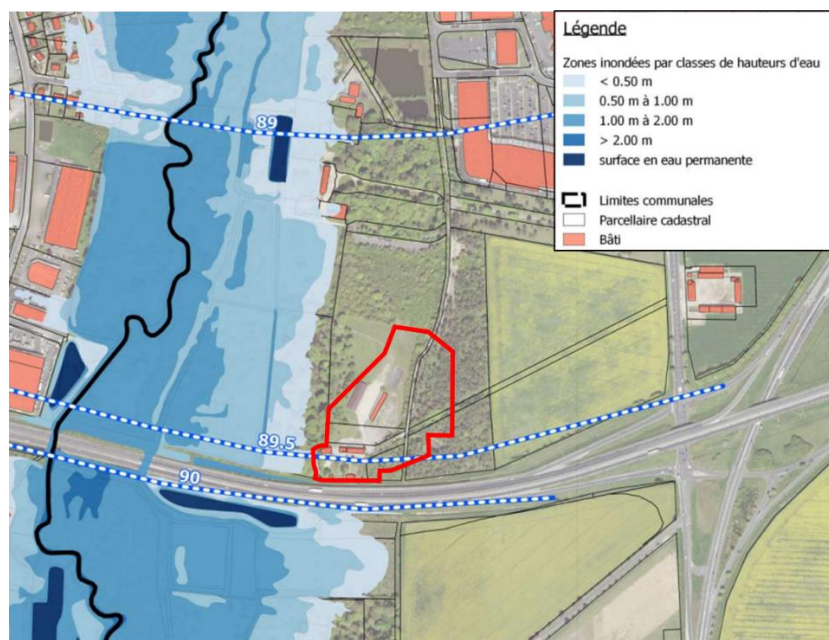 Légende
Zones inondées par classes de hauteurs d'eau
< 0.50 m
0.50 m à 1.00 m
1.00 m à 2.00 m
> 2.00 m
surface en eau permanente
Limites communales
Parcellaire cadastral
Bâti
89
89.5
90